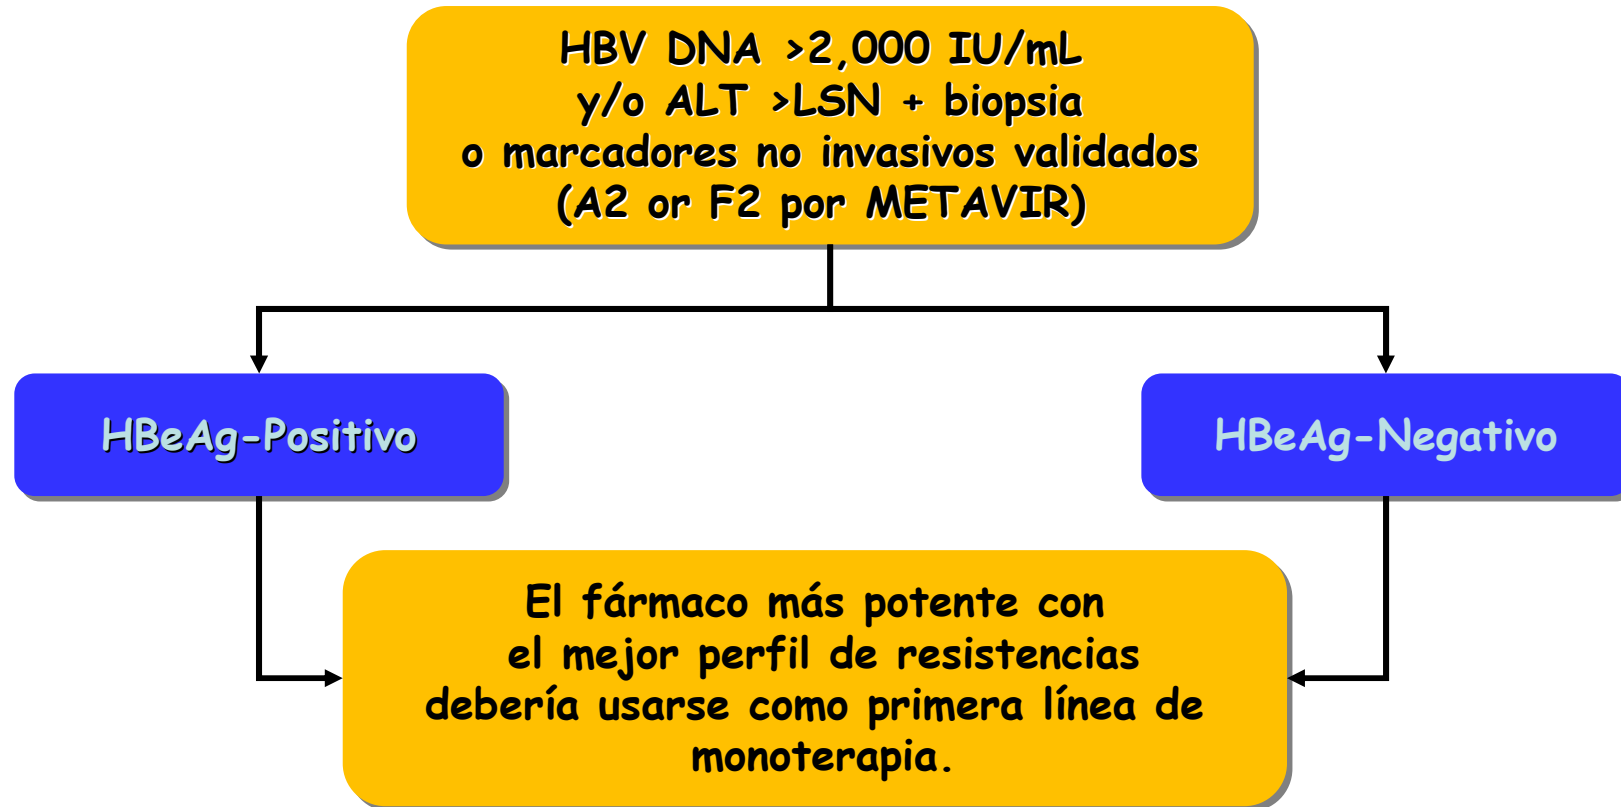 HBV DNA >2,000 IU/mL
y/o ALT >LSN + biopsia
o marcadores no invasivos validados
(A2 or F2 por METAVIR)
HBeAg-Positivo
HBeAg-Negativo
El fármaco más potente con
el mejor perfil de resistencias
debería usarse como primera línea de
monoterapia.